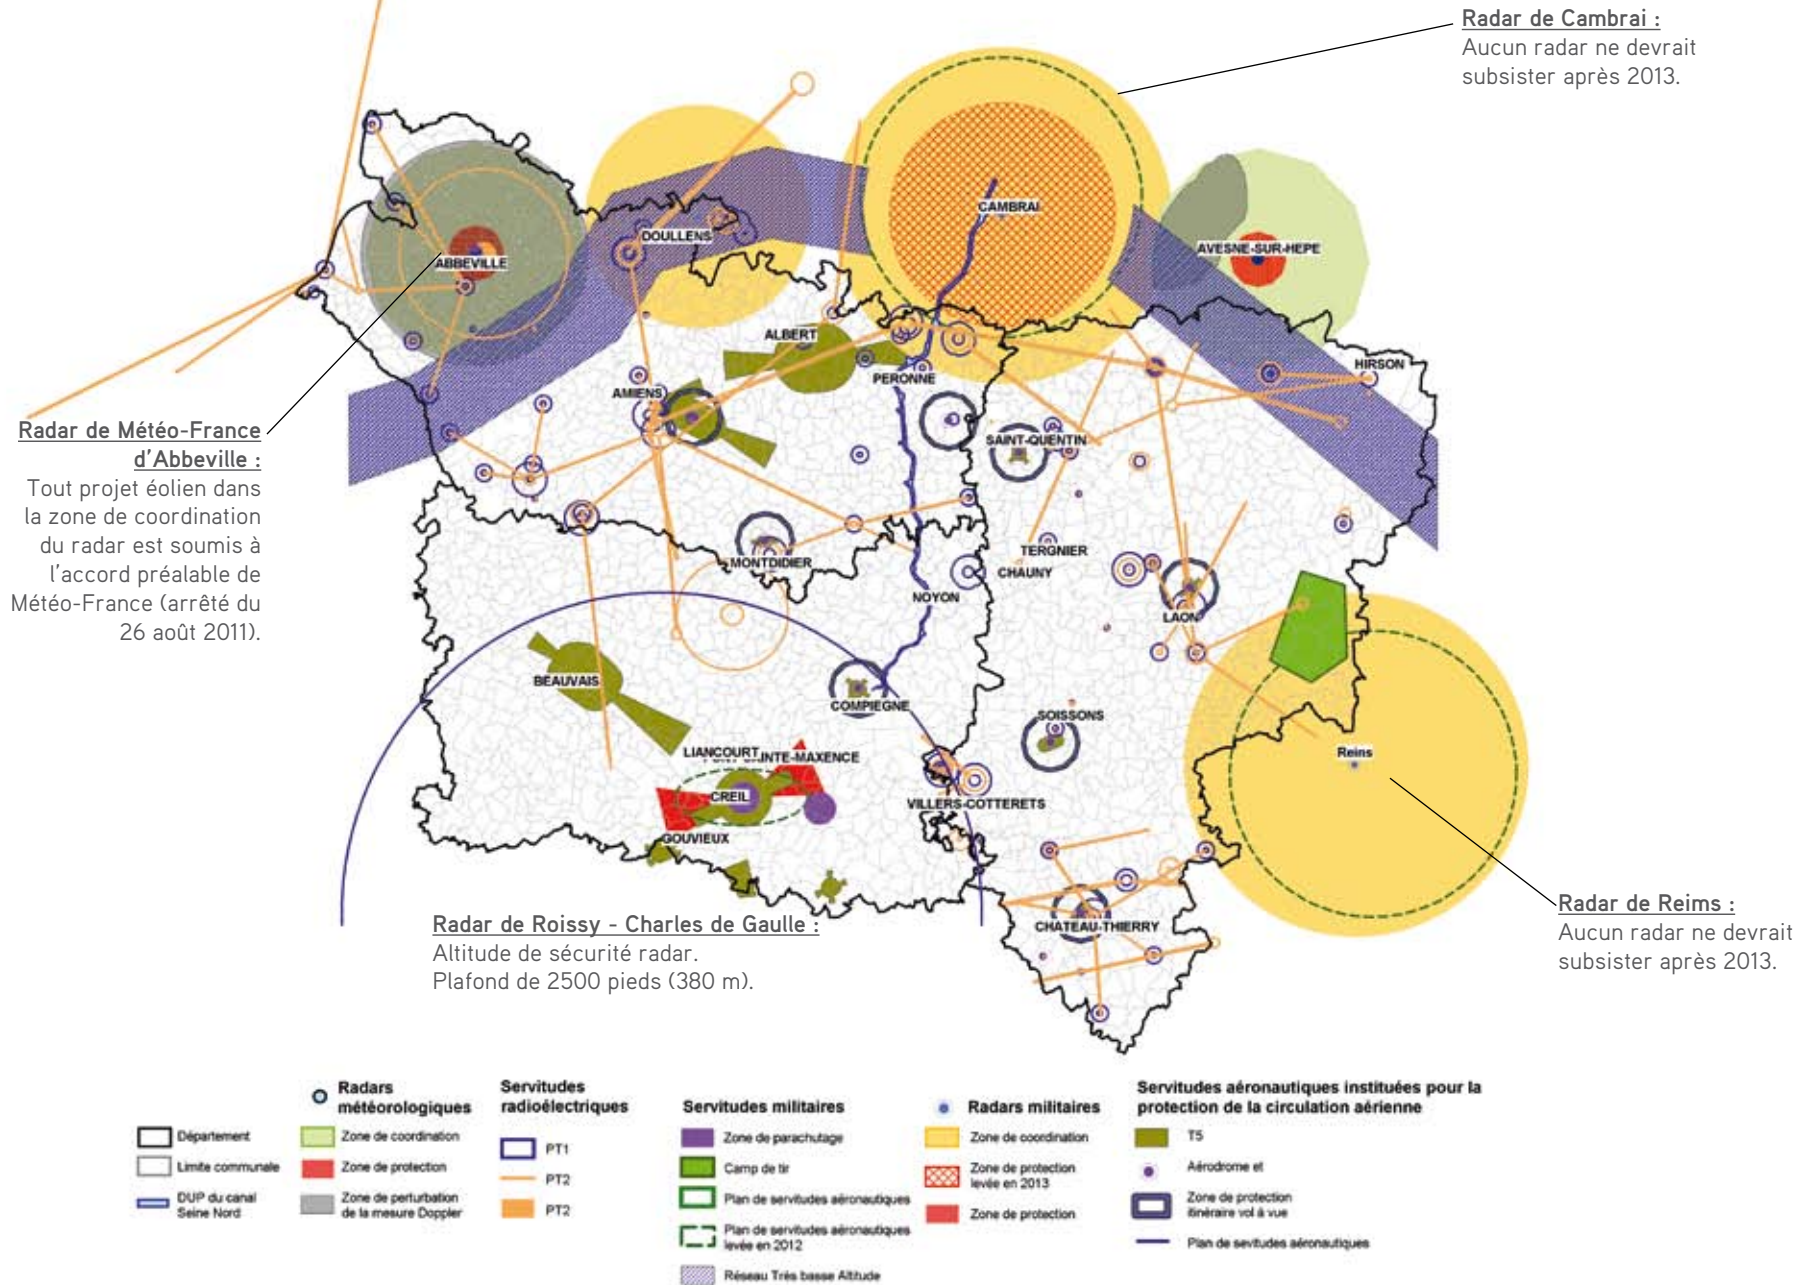 Radar de Cambrai :
Aucun radar ne devrait
subsister après 2013.
CAMBRAI
DOULLENS
AVESNE-SUR-HEPE
ABBEVILLE
ALBERT
HIRSON
PERONNE
AMIENS
Radar de Météo-France
d'Abbeville :
Tout projet éolien dans
la zone de coordination
du radar est soumis à
l'accord préalable de
Météo-France (arrêté du
26 août 2011).
SAINT-QUENTIN
TERGNIER
MONTDIDIER
CHAUNY
NOYON
LAON
BEAUVAIS
COMPIEGNE
SOISSONS
LIANCOURT
INTE-MAXENCE
Reins
CREIL
VILLERS-COTTERETS
GOUVIEUX
Radar de Roissy - Charles de Gaulle :
Altitude de sécurité radar.
Plafond de 2500 pieds (380 m).
CHATEAU-THIERRY
Radar de Reims :
Aucun radar ne devrait
subsister après 2013.
Département
Limite communale
DUP du canal
Seine Nord
Radars
météorologiques
Zone de coordination
Zone de protection
Zone de perturbation
de la mesure Doppler
Servitudes
radioélectriques
PT1
PT2
PT2
Servitudes militaires
Zone de parachutage
Camp de tir
Plan de servitudes aéronautiques
Plan de servitudes aéronautiques
levée en 2012
Réseau Très basse Altitude
Radars militaires
Zone de coordination
Zone de protection
levée en 2013
Zone de protection
Servitudes aéronautiques instituées pour la
protection de la circulation aérienne
T5
Aérodrome et
Zone de protection
itinéraire vol à vue
Plan de sevitudes aéronautiques